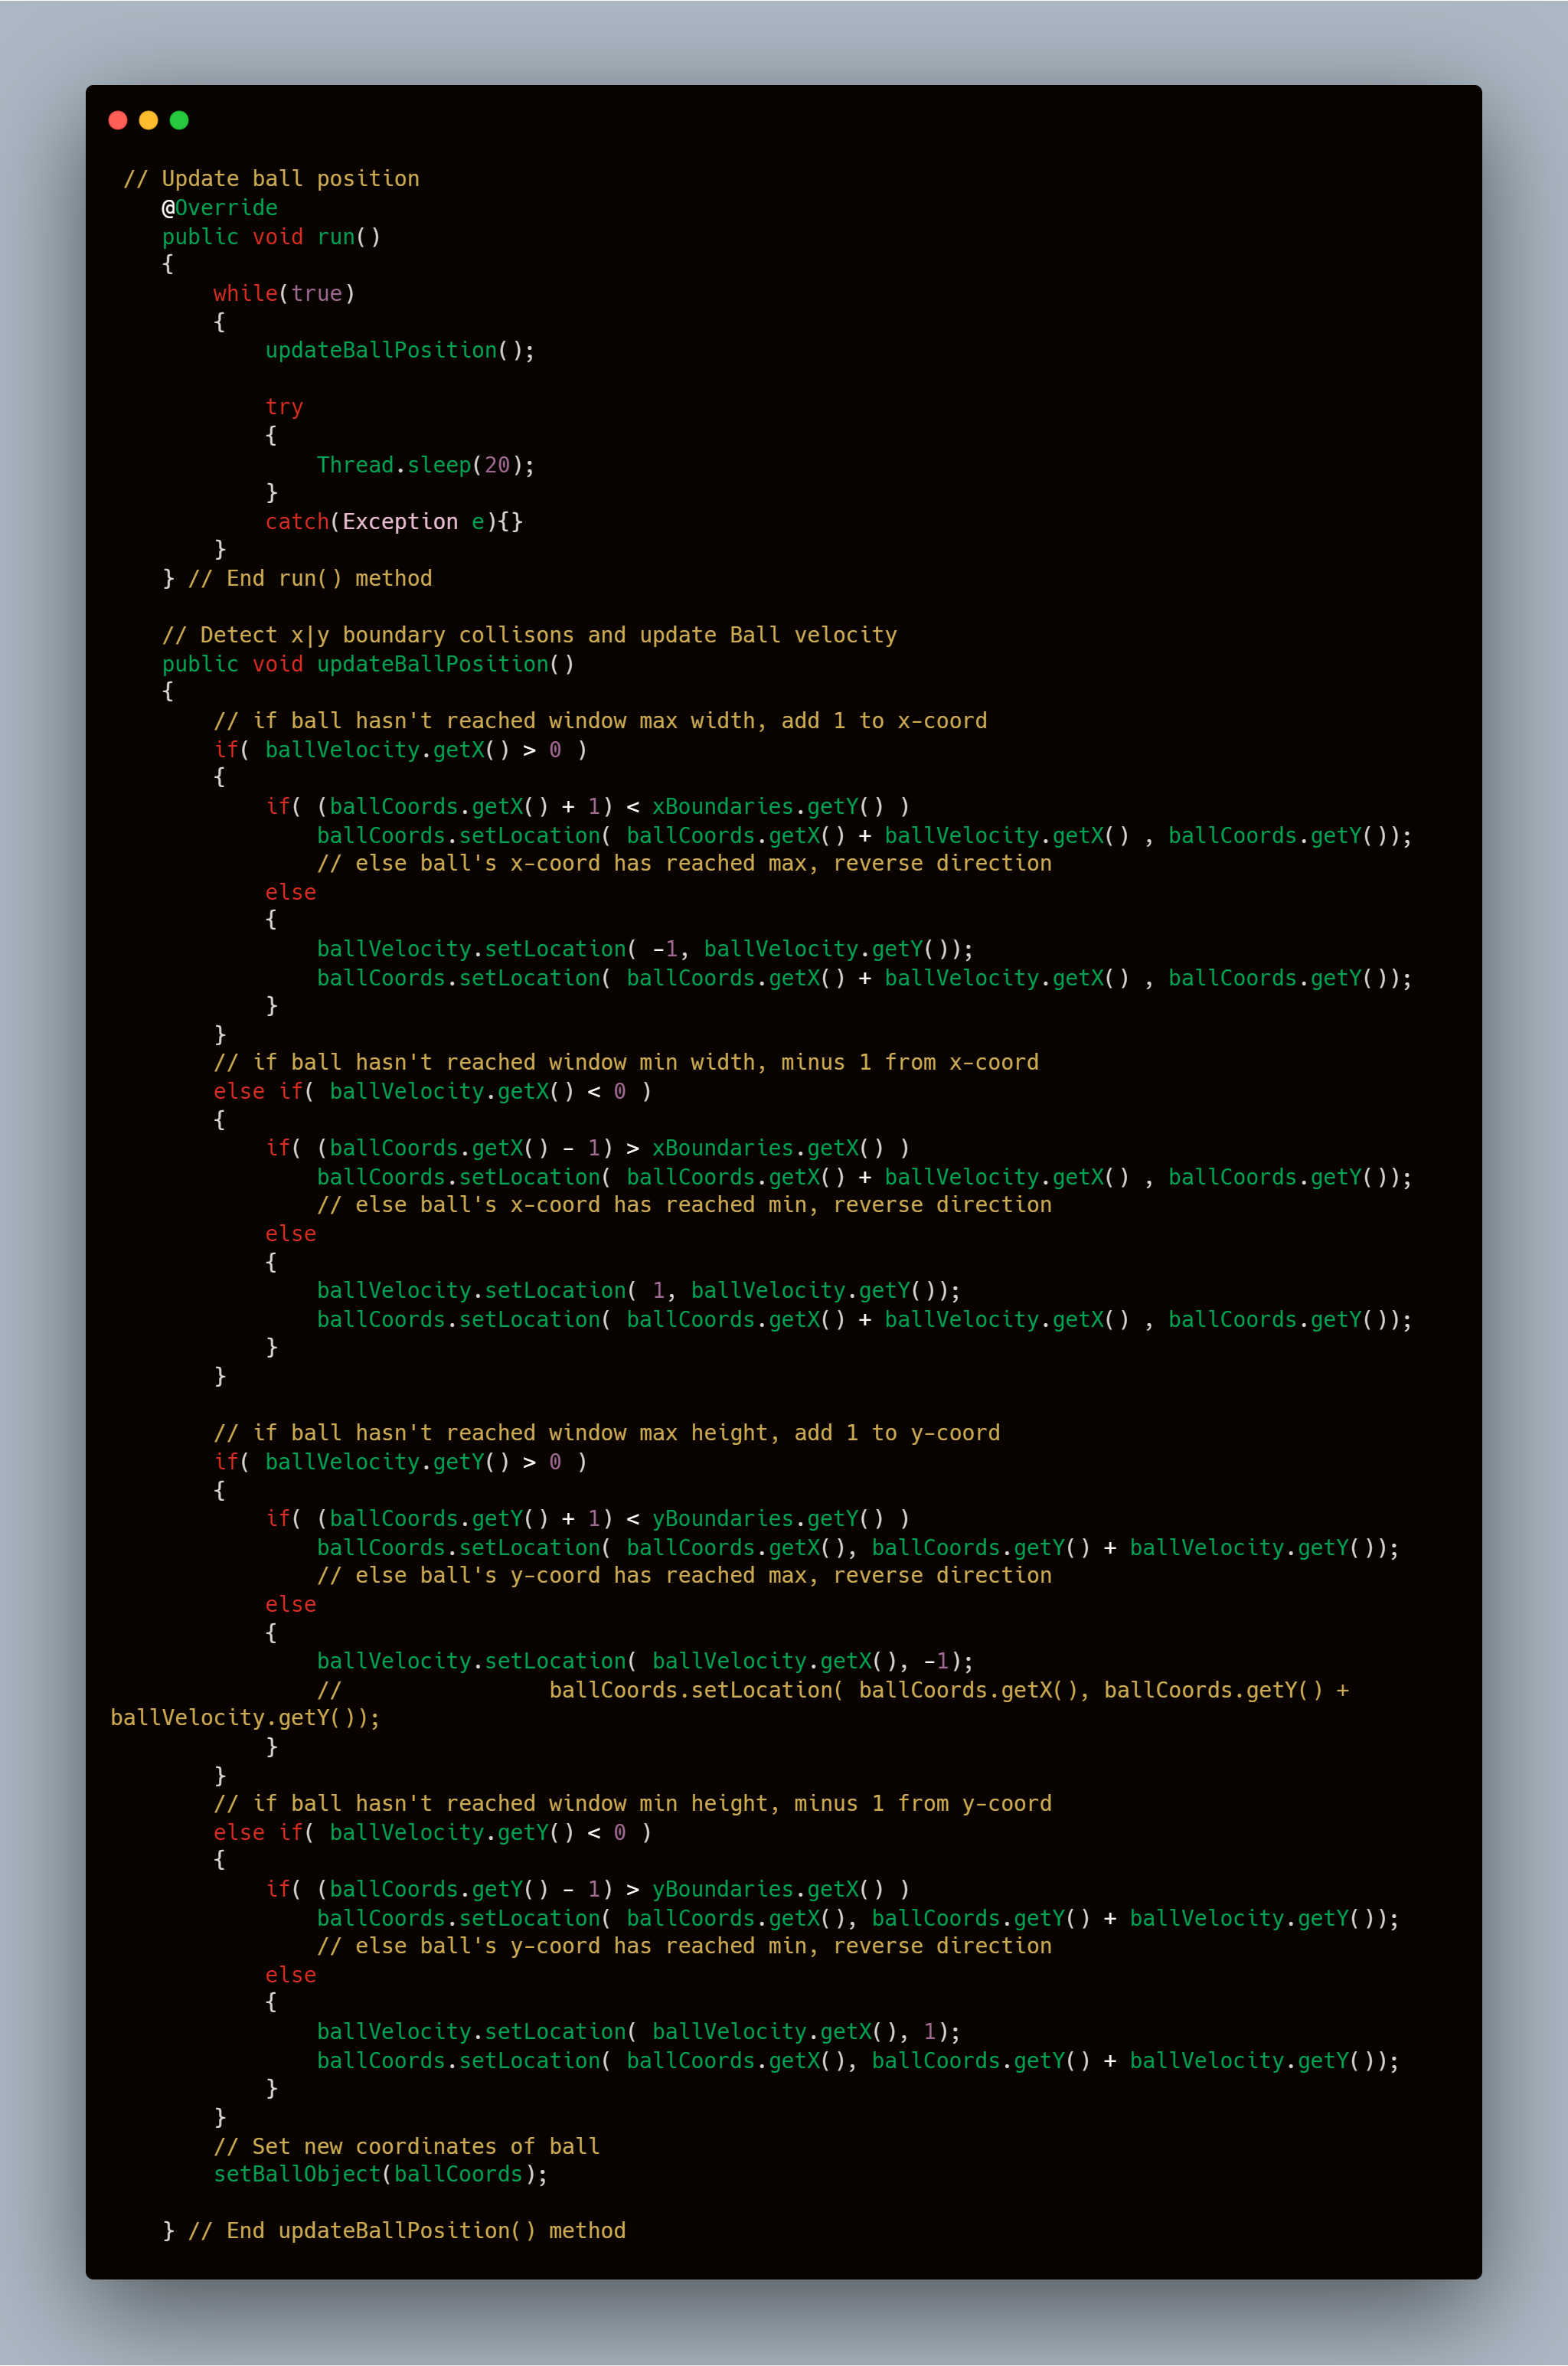 // Update ball position
@Override
public void run()
{
while(true)
{
updateBallPosition();
try
{
Thread.sleep(20);
}
catch(Exception e){}
}
} // End run() method
// Detect x|y boundary collisons and update Ball velocity
public void updateBallPosition()
{
// if ball hasn't reached window max width, add 1 to x-coord
if( ballVelocity.getX() > 0 )
{
if( (ballCoords.getX() + 1) < xBoundaries.getY() )
ballCoords.setLocation( ballCoords.getX() + ballVelocity.getX() , ballCoords.getY());
// else ball's x-coord has reached max, reverse direction
else
{
ballVelocity.setLocation( -1, ballVelocity.getY());
ballCoords.setLocation( ballCoords.getX() + ballVelocity.getX() , ballCoords.getY());
}
}
// if ball hasn't reached window min width, minus 1 from x-coord
else if( ballVelocity.getX() < 0 )
{
if( (ballCoords.getX() - 1) > xBoundaries.getX() )
ballCoords.setLocation( ballCoords.getX() + ballVelocity.getX() , ballCoords.getY());
// else ball's x-coord has reached min, reverse direction
else
{
ballVelocity.setLocation( 1, ballVelocity.getY());
ballCoords.setLocation( ballCoords.getX() + ballVelocity.getX() , ballCoords.getY());
}
}
// if ball hasn't reached window max height, add 1 to y-coord
if( ballVelocity.getY() > 0 )
{
if( (ballCoords.getY() + 1) < yBoundaries.getY() )
ballCoords.setLocation( ballCoords.getX(), ballCoords.getY() + ballVelocity.getY());
// else ball's y-coord has reached max, reverse direction
else
{
ballVelocity.setLocation( ballVelocity.getX(), -1);
// ballCoords.setLocation( ballCoords.getX(), ballCoords.getY() +
ballVelocity.getY());
}
}
// if ball hasn't reached window min height, minus 1 from y-coord
else if( ballVelocity.getY() < 0 )
{
if( (ballCoords.getY() - 1) > yBoundaries.getX() )
ballCoords.setLocation( ballCoords.getX(), ballCoords.getY() + ballVelocity.getY());
// else ball's y-coord has reached min, reverse direction
else
{
ballVelocity.setLocation( ballVelocity.getX(), 1);
ballCoords.setLocation( ballCoords.getX(), ballCoords.getY() + ballVelocity.getY());
}
}
// Set new coordinates of ball
setBallObject(ballCoords);
} // End updateBallPosition() method